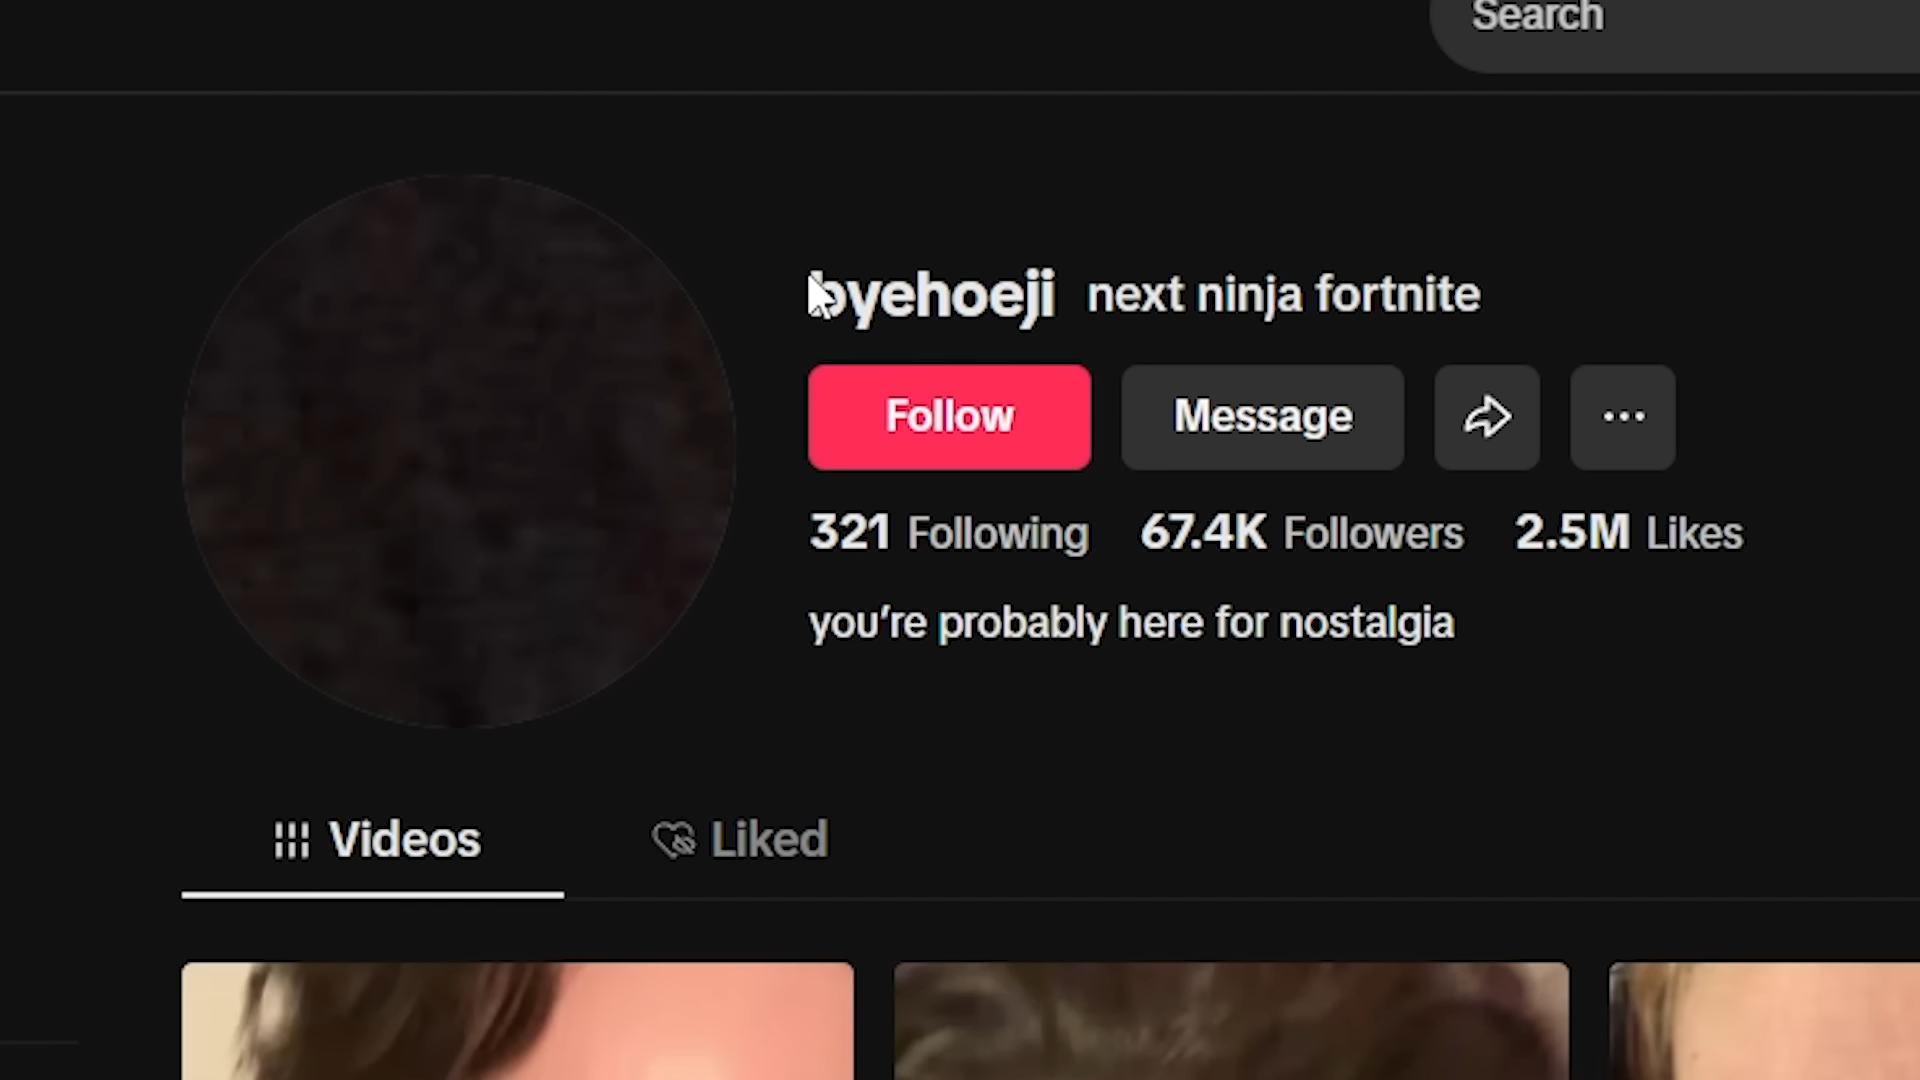 Search
byehoeji next ninja fortnite
Follow Message
321 Following 67.4K Followers 2.5M Likes
you're probably here for nostalgia
Videos Liked